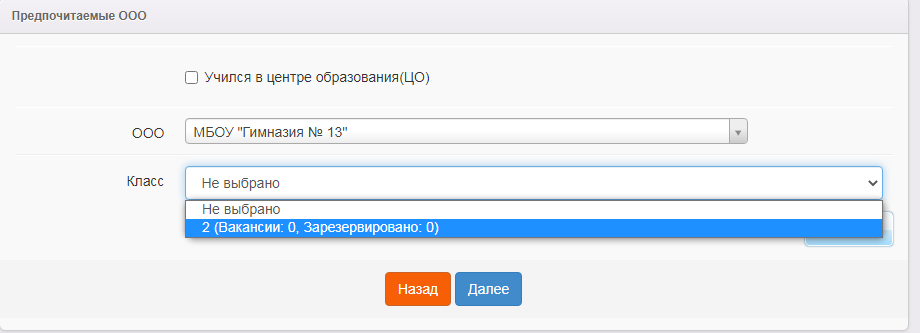 Предпочитаемые ООО
Учился в центре образования(ЦО)
ООО МБОУ "Гимназия № 13"
Класс Не выбрано
Не выбрано
2 (Вакансии: 0, Зарезервировано: 0)
Назад Далее